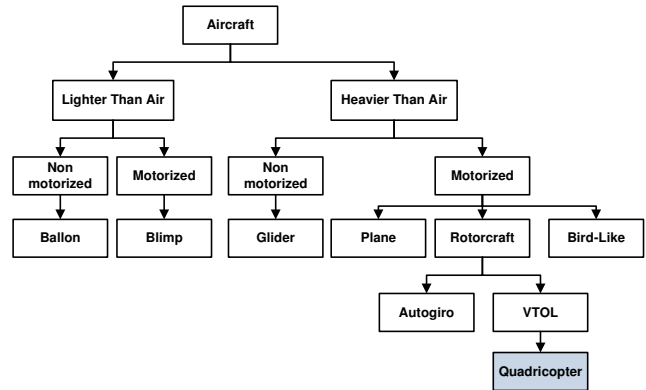 Aircraft
Lighter Than Air
Heavier Than Air
Non
motorized
Motorized
Non
motorized
Motorized
Ballon
Blimp
Glider
Plane
Rotorcraft
Bird-Like
Autogiro
VTOL
Quadricopter